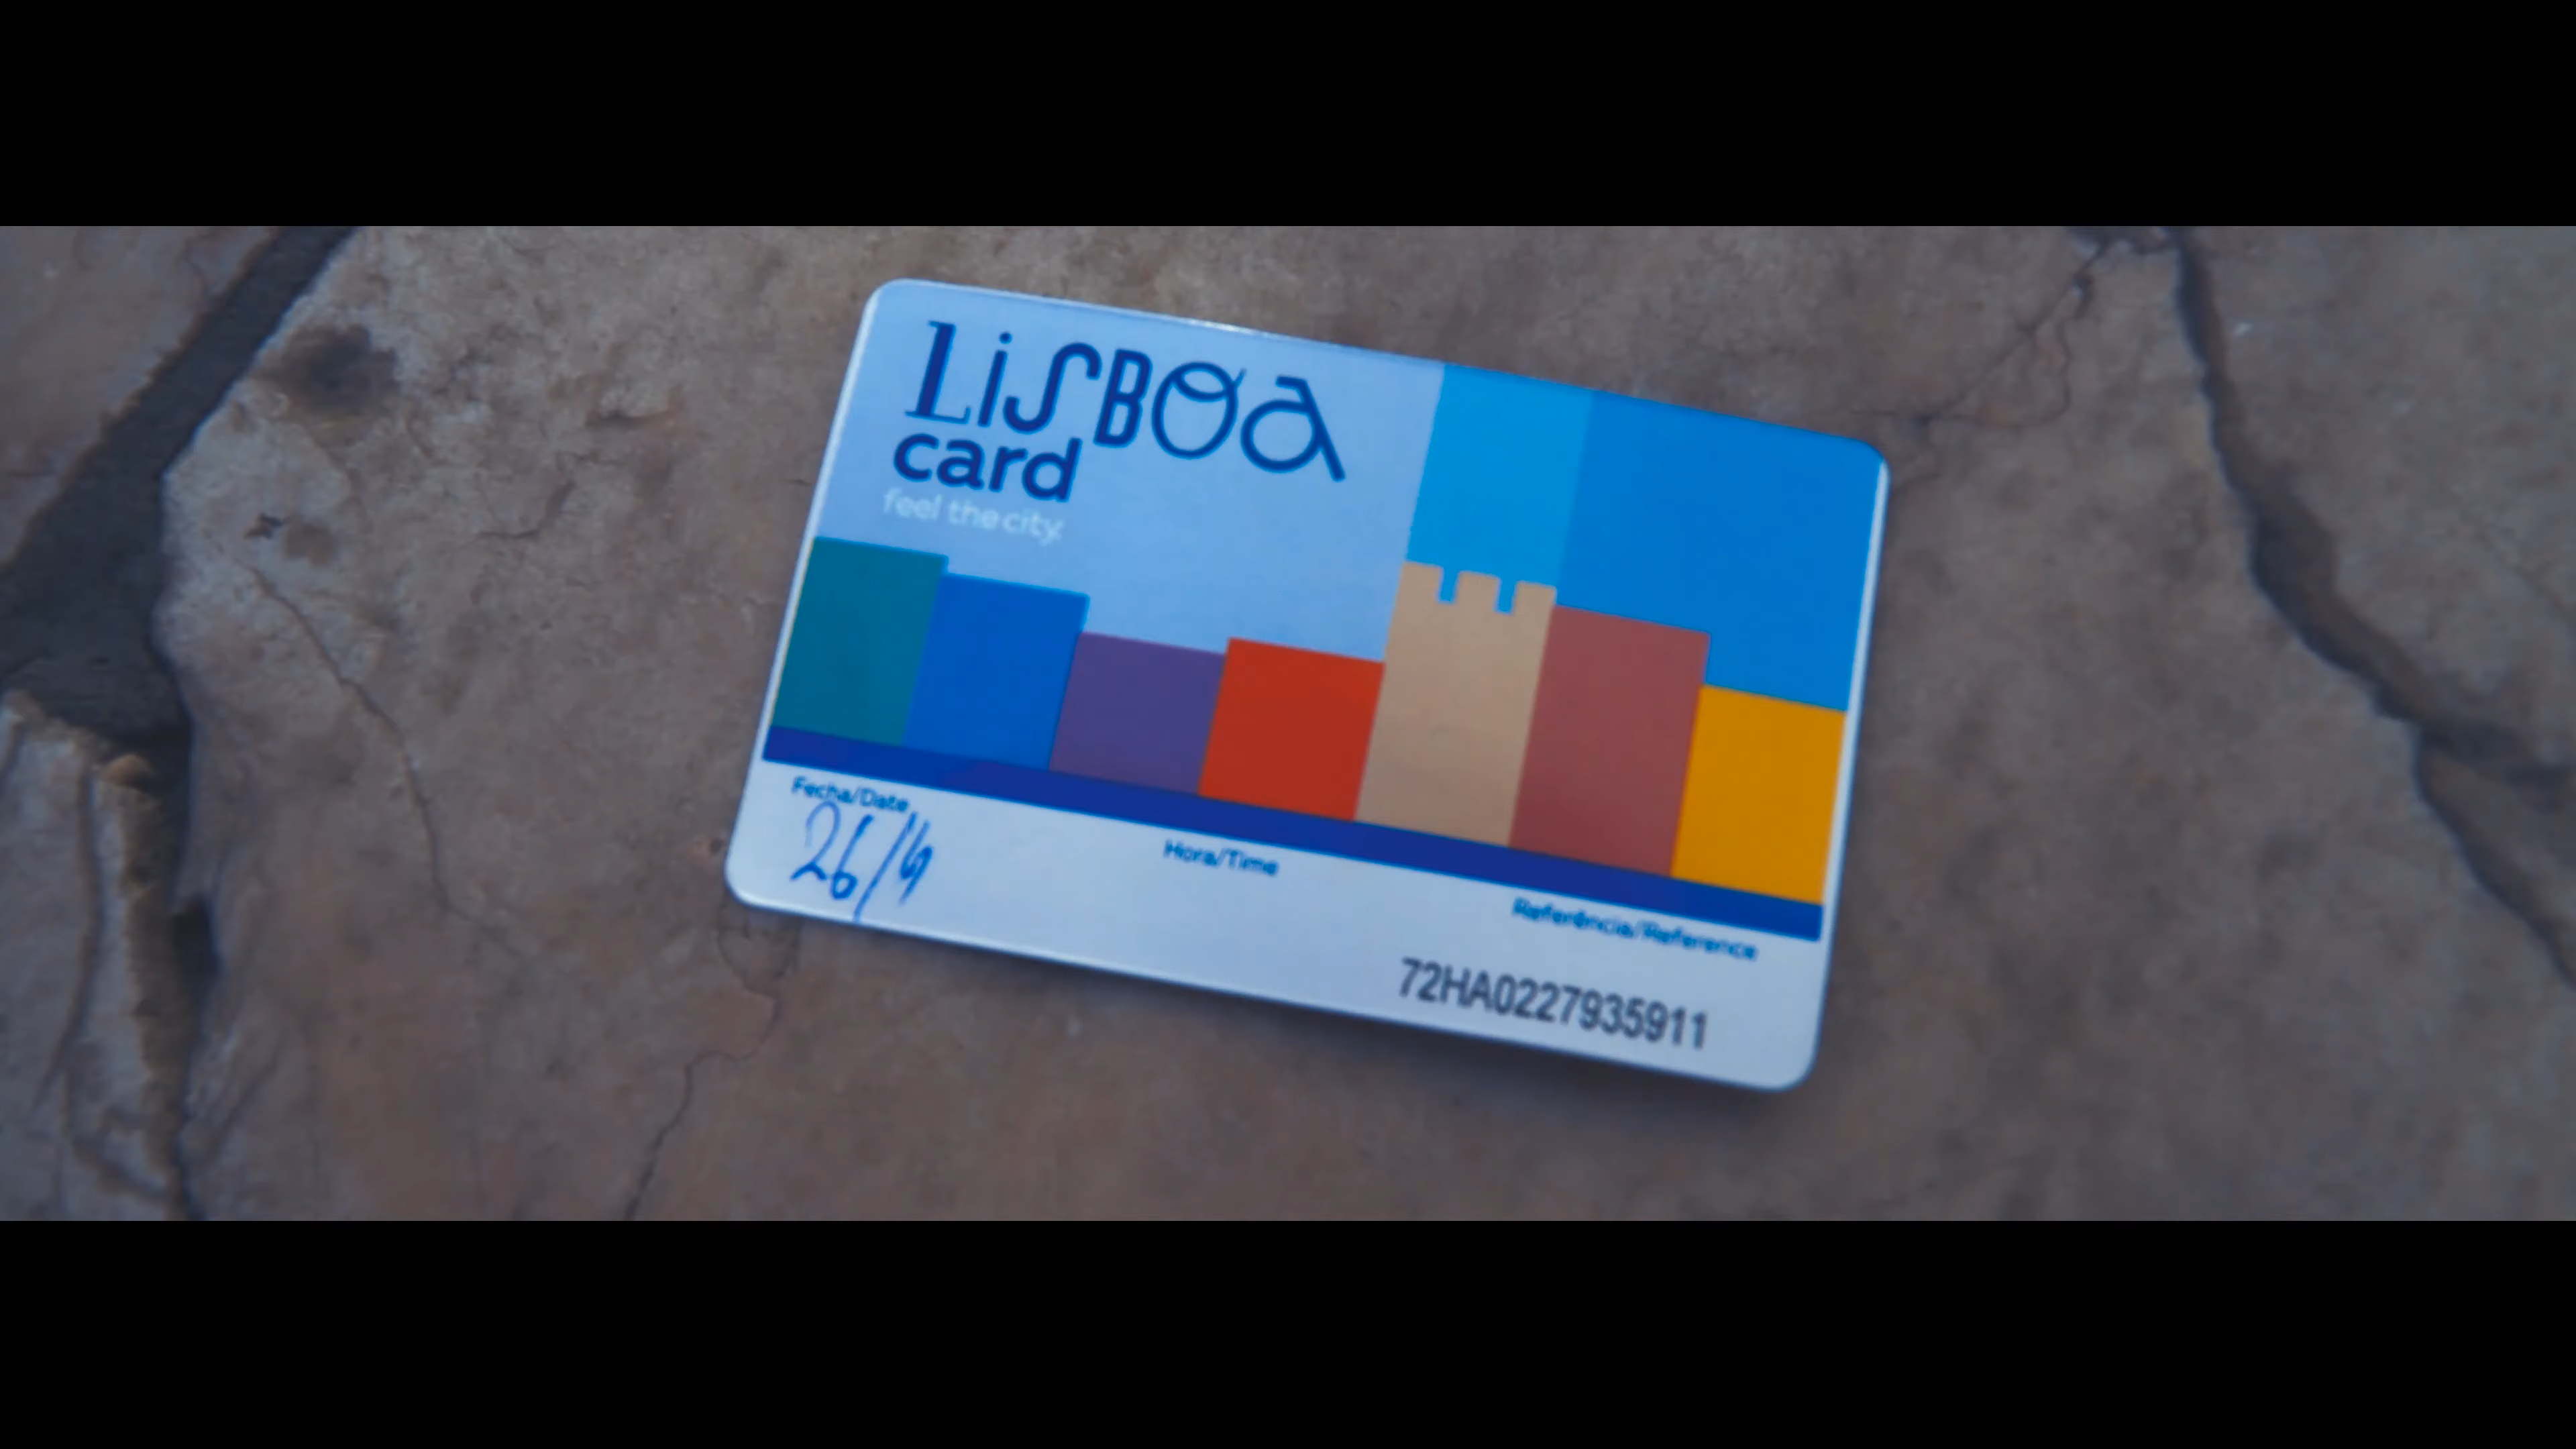 LiSBOA
card
feel the city.
Fecha/Date
26/4
Hora/Time
Referência/Reference
72HA0227935911